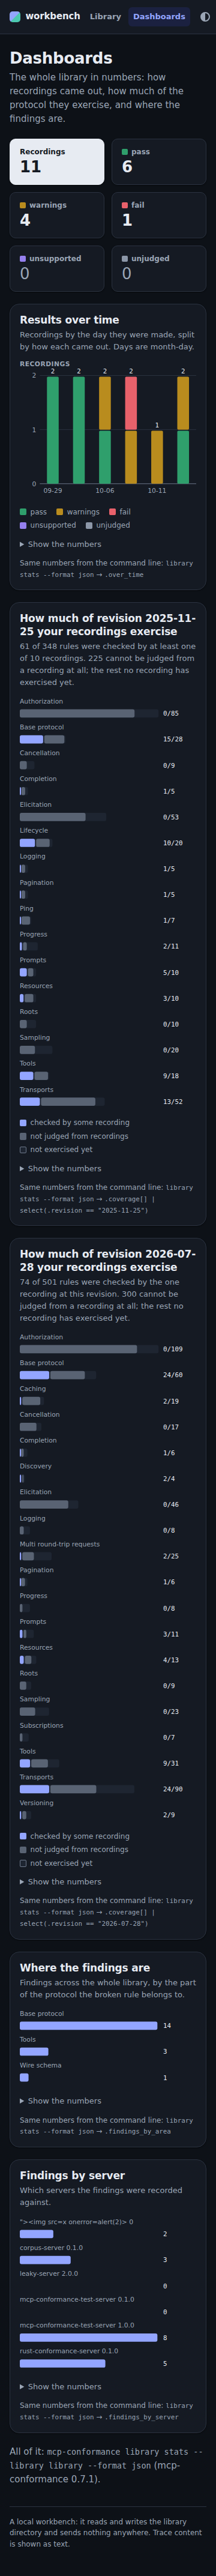 workbench Library Dashboards
Dashboards
The whole library in numbers: how
recordings came out, how much of the
protocol they exercise, and where the
findings are.
Recordings
11
pass
6
warnings
4
fail
1
unsupported
0
unjudged
0
Results over time
Recordings by the day they were made, split
by how each came out. Days are month-day.
RECORDINGS
2 2 2 2 2 2
1 1
0
09-29 10-06 10-11
pass warnings fail
unsupported unjudged
Show the numbers
Same numbers from the command line: library
stats --format json → .over_time
How much of revision 2025-11-
25 your recordings exercise
61 of 348 rules were checked by at least one
of 10 recordings. 225 cannot be judged from
a recording at all; the rest no recording has
exercised yet.
Authorization
0/85
Base protocol
15/28
Cancellation
0/9
Completion
1/5
Elicitation
0/53
Lifecycle
10/20
Logging
1/5
Pagination
1/5
Ping
1/7
Progress
2/11
Prompts
5/10
Resources
3/10
Roots
0/10
Sampling
0/20
Tools
9/18
Transports
13/52
checked by some recording
not judged from recordings
not exercised yet
Show the numbers
Same numbers from the command line: library
stats --format json → .coverage[] |
select(.revision == "2025-11-25")
How much of revision 2026-07-
28 your recordings exercise
74 of 501 rules were checked by the one
recording at this revision. 300 cannot be
judged from a recording at all; the rest no
recording has exercised yet.
Authorization
0/109
Base protocol
24/60
Caching
2/19
Cancellation
0/17
Completion
1/6
Discovery
2/4
Elicitation
0/46
Logging
0/8
Multi round-trip requests
2/25
Pagination
1/6
Progress
0/8
Prompts
3/11
Resources
4/13
Roots
0/9
Sampling
0/23
Subscriptions
0/7
Tools
9/31
Transports
24/90
Versioning
2/9
checked by some recording
not judged from recordings
not exercised yet
Show the numbers
Same numbers from the command line: library
stats --format json → .coverage[] |
select(.revision == "2026-07-28")
Where the findings are
Findings across the whole library, by the part
of the protocol the broken rule belongs to.
Base protocol
14
Tools
3
Wire schema
1
Show the numbers
Same numbers from the command line: library
stats --format json → .findings_by_area
Findings by server
Which servers the findings were recorded
against.
"><img src=x onerror=alert(2)> 0
2
corpus-server 0.1.0
3
leaky-server 2.0.0
0
mcp-conformance-test-server 0.1.0
0
mcp-conformance-test-server 1.0.0
8
rust-conformance-server 0.1.0
5
Show the numbers
Same numbers from the command line: library
stats --format json → .findings_by_server
All of it: mcp-conformance library stats --
library library --format json (mcp-
conformance 0.7.1).
A local workbench: it reads and writes the library
directory and sends nothing anywhere. Trace content
is shown as text.